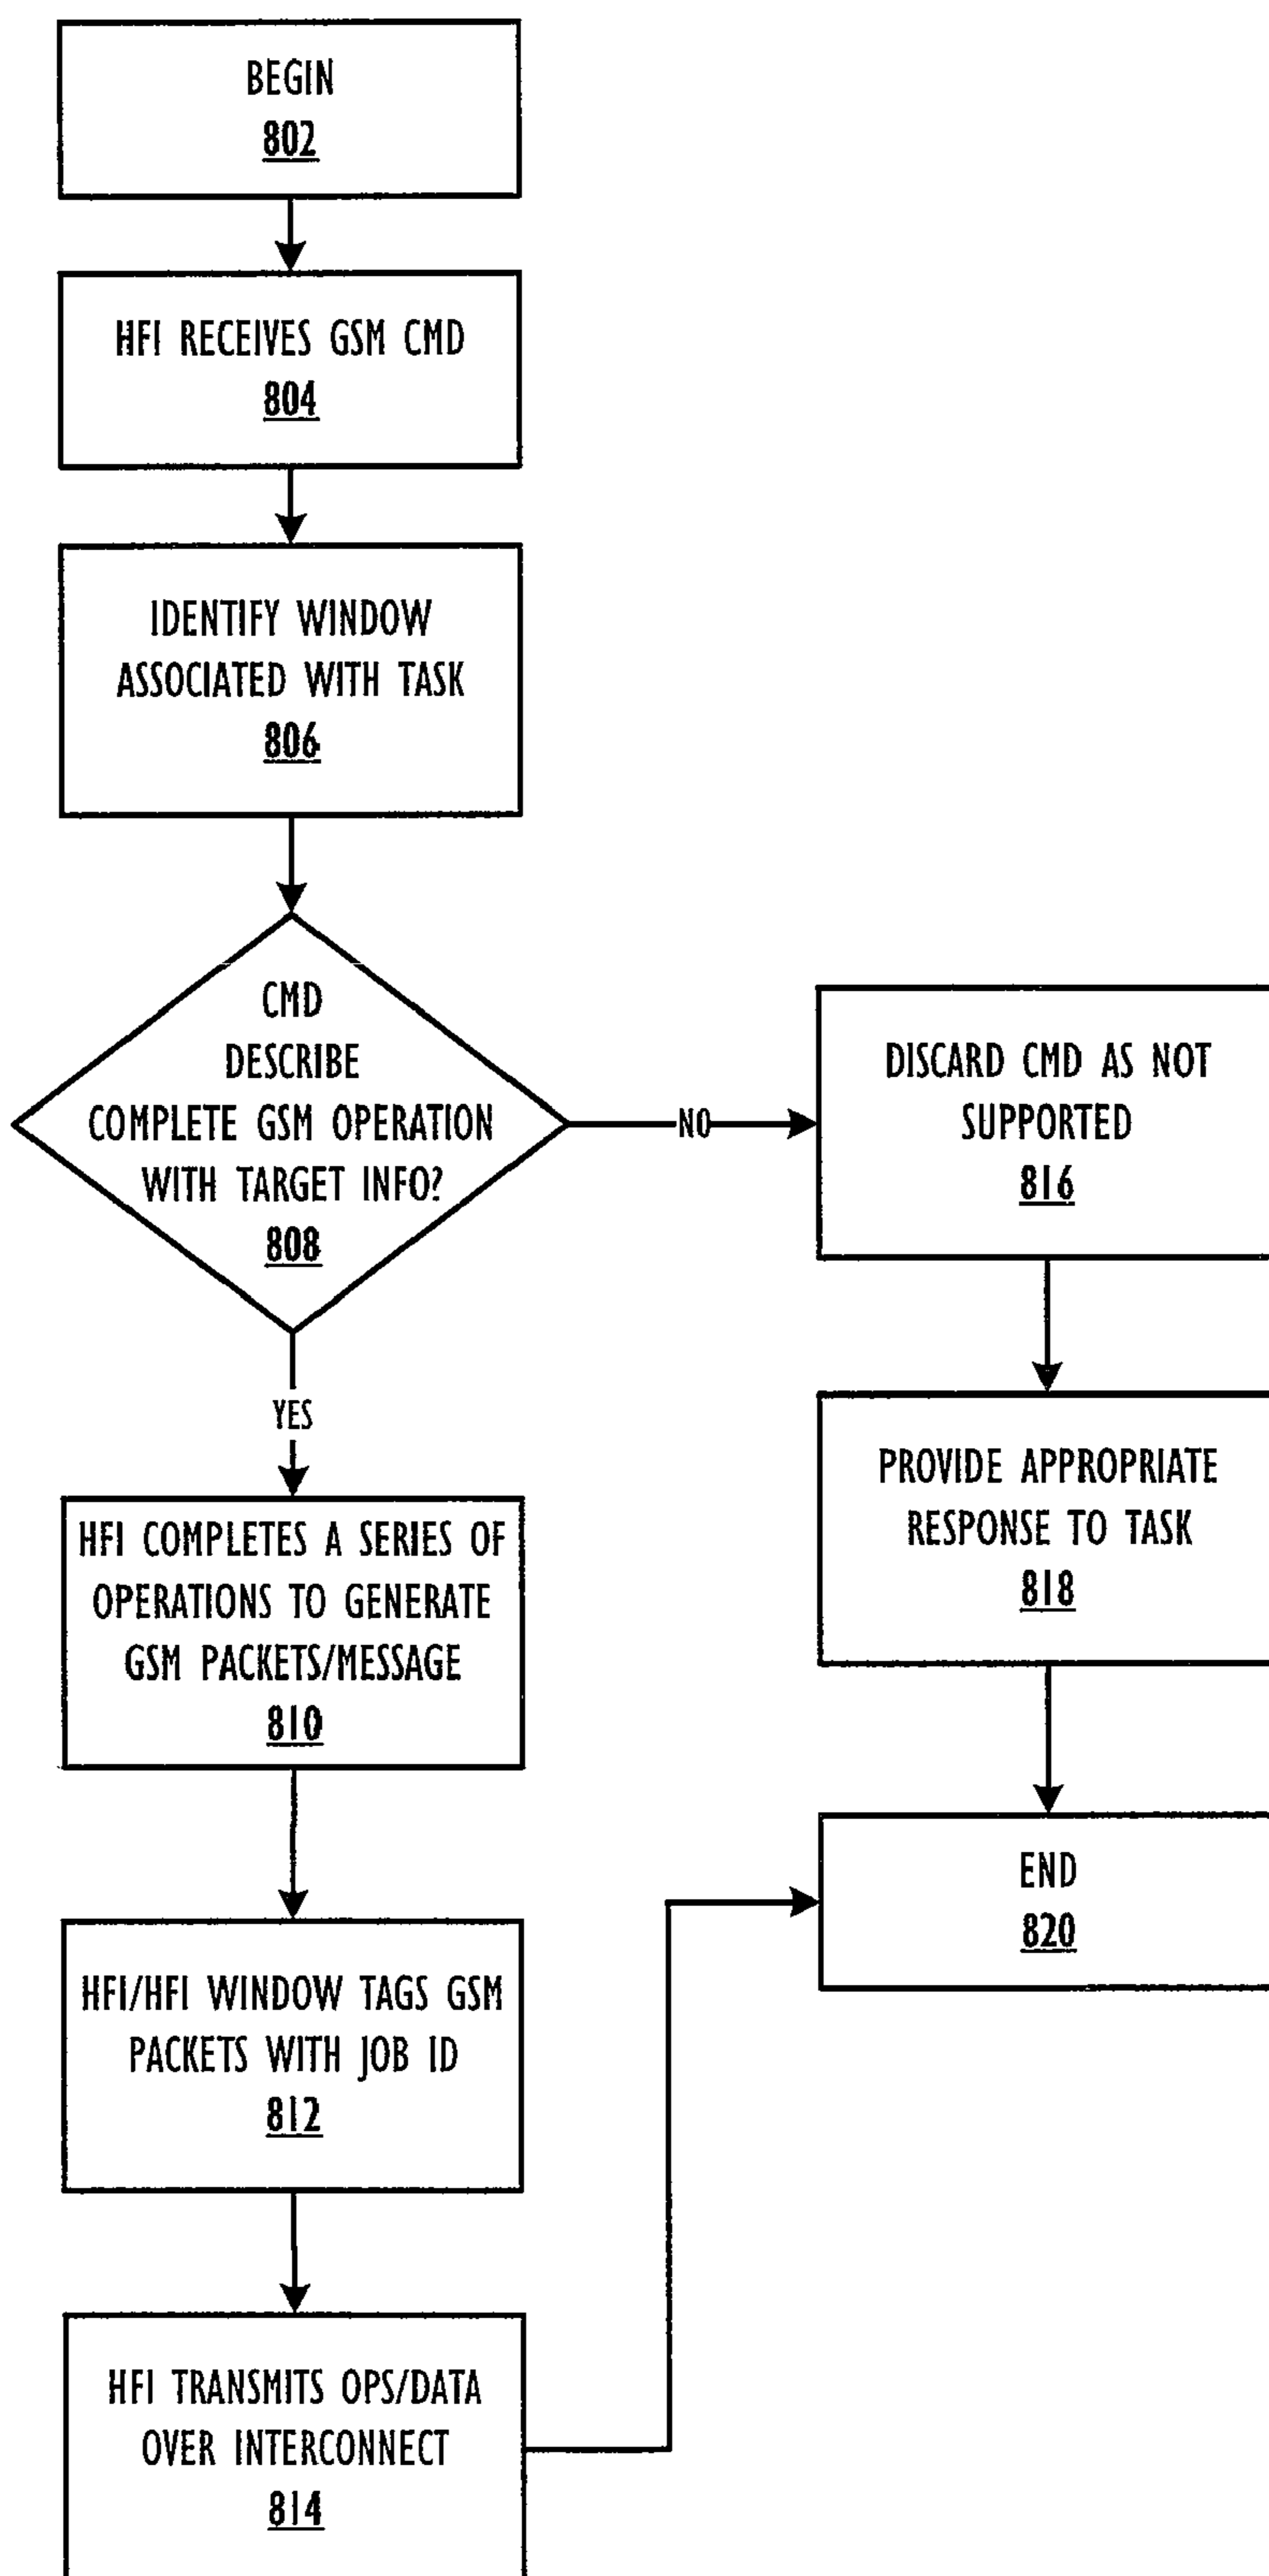 BEGIN
802
HFI RECEIVES GSM CMD
804
IDENTIFY WINDOW
ASSOCIATED WITH TASK
806
CMD
DESCRIBE
COMPLETE GSM OPERATION
WITH TARGET INFO?
808
NO
DISCARD CMD AS NOT
SUPPORTED
816
YES
PROVIDE APPROPRIATE
RESPONSE TO TASK
818
HFI COMPLETES A SERIES OF
OPERATIONS TO GENERATE
GSM PACKETS/MESSAGE
810
END
820
HFI/HFI WINDOW TAGS GSM
PACKETS WITH JOB ID
812
HFI TRANSMITS OPS/DATA
OVER INTERCONNECT
814